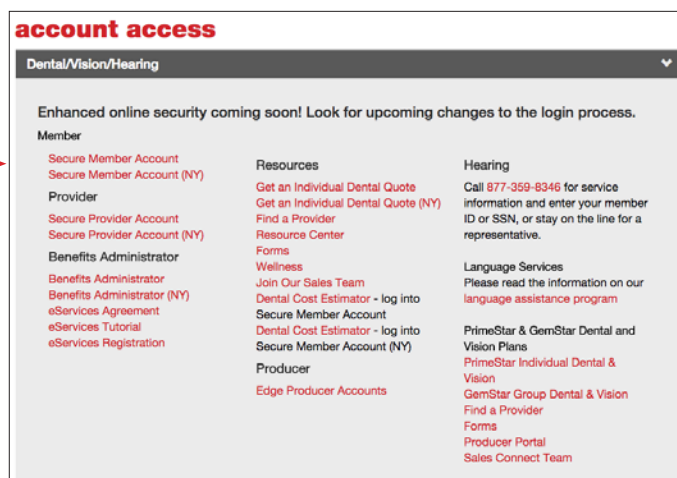 account access
Dental/Vision/Hearing
Enhanced online security coming soon! Look for upcoming changes to the login process.
Member
Secure Member Account
Secure Member Account (NY)
Provider
Secure Provider Account
Secure Provider Account (NY)
Benefits Administrator
Benefits Administrator
Benefits Administrator (NY)
eServices Agreement
eServices Tutorial
eServices Registration
Resources
Get an Individual Dental Quote
Get an Individual Dental Quote (NY)
Find a Provider
Resource Center
Forms
Wellness
Join Our Sales Team
Dental Cost Estimator - log into
Secure Member Account
Dental Cost Estimator - log into
Secure Member Account (NY)
Producer
Edge Producer Accounts
Hearing
Call 877-359-8346 for service
information and enter your member
ID or SSN, or stay on the line for a
representative.
Language Services
Please read the information on our
language assistance program
PrimeStar & GemStar Dental and
Vision Plans
PrimeStar Individual Dental &
Vision
GemStar Group Dental & Vision
Find a Provider
Forms
Producer Portal
Sales Connect Team